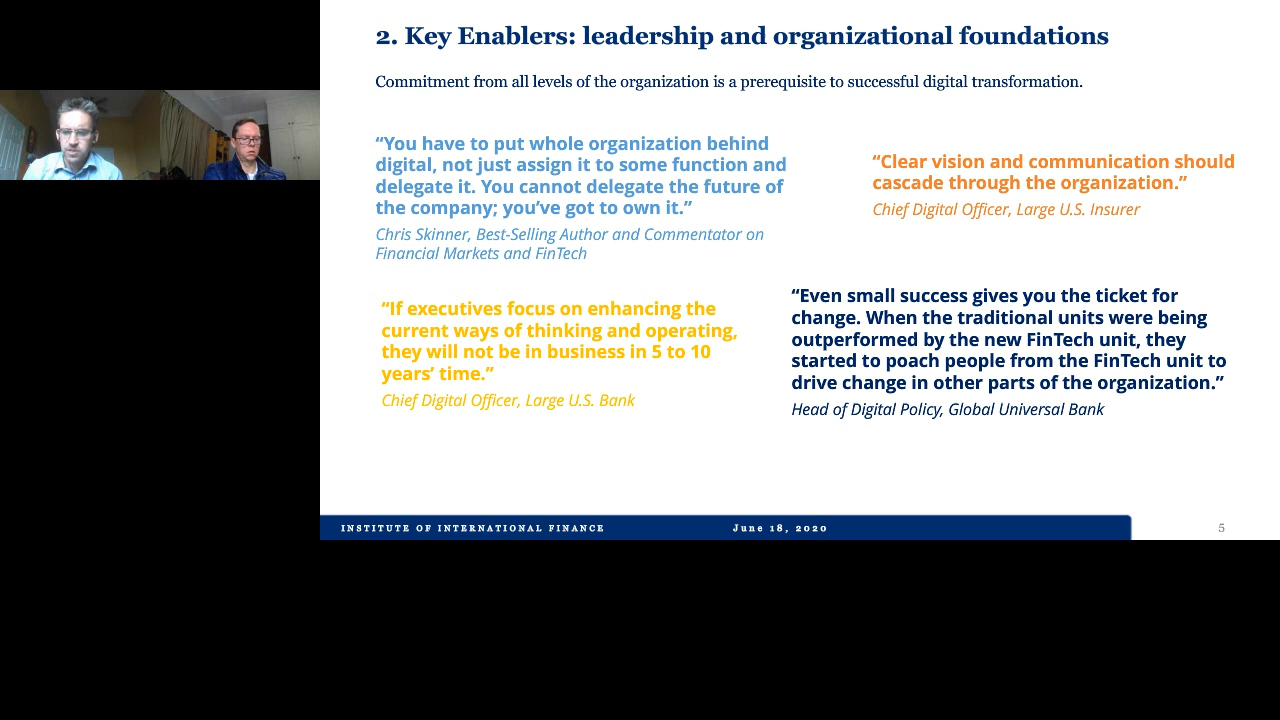 2. Key Enablers: leadership and organizational foundations
Commitment from all levels of the organization is a prerequisite to successful digital transformation.
“You have to put whole organization behind
digital, not just assign it to some function and
delegate it. You cannot delegate the future of
the company; you’ve got to own it.”
Chris Skinner, Best-Selling Author and Commentator on
Financial Markets and FinTech
“Clear vision and communication should
cascade through the organization.”
Chief Digital Officer, Large U.S. Insurer
“If executives focus on enhancing the
current ways of thinking and operating,
they will not be in business in 5 to 10
years’ time.”
Chief Digital Officer, Large U.S. Bank
“Even small success gives you the ticket for
change. When the traditional units were being
outperformed by the new FinTech unit, they
started to poach people from the FinTech unit to
drive change in other parts of the organization.”
Head of Digital Policy, Global Universal Bank
INSTITUTE OF INTERNATIONAL FINANCE
June 18, 2020
5